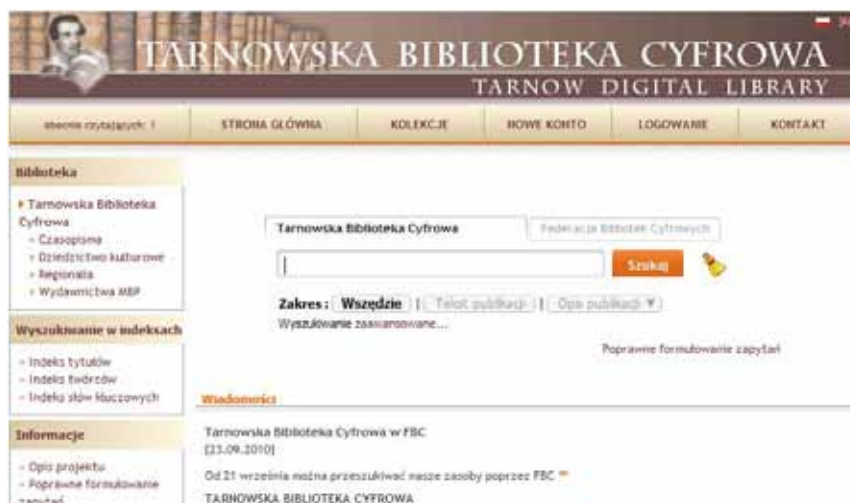 TARNOWSKA BIBLIOTEKA CYFROWA
TARNOW DIGITAL LIBRARY
obecnie czytających: 1
STRONA GŁÓWNA
KOLEKCJE
NOWE KONTO
LOGOWANIE
KONTAKT
Biblioteka
Tarnowska Biblioteka
Cyfrowa
Czasopisma
Dziedzictwo kulturowe
Regionalia
Wydawnictwa MBP
Wyszukiwanie w indeksach
Indeks tytułów
Indeks twórców
Indeks słów kluczowych
Informacje
Opis projektu
Poprawne formułowanie
zapytań
Tarnowska Biblioteka Cyfrowa
Federacja Bibliotek Cyfrowych
Szukaj
Zakres : Wszędzie | Tekst publikacji | Opis publikacji ▼
Wyszukiwanie zaawansowane...
Poprawne formułowanie zapytań
Wiadomości
Tarnowska Biblioteka Cyfrowa w FBC
[23.09.2010]
Od 21 września można przeszukiwać nasze zasoby poprzez FBC
TARNOWSKA BIBLIOTEKA CYFROWA